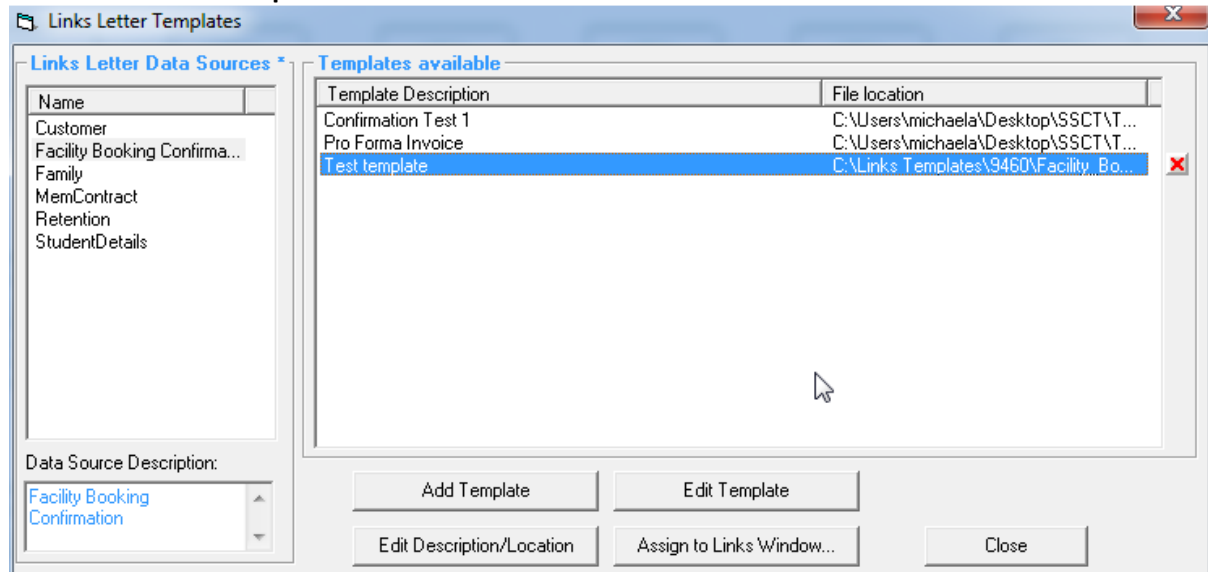 Links Letter Templates
Links Letter Data Sources *
Templates available
Name
Template Description File location
Customer
Facility Booking Confirma...
Family
MemContract
Retention
StudentDetails
Confirmation Test 1 C:\Users\michaela\Desktop\SSCT\T...
Pro Forma Invoice C:\Users\michaela\Desktop\SSCT\T...
Test template C:\Links Templates\9460\Facility_Bo...
Data Source Description:
Facility Booking
Confirmation
Add Template Edit Template
Edit Description/Location Assign to Links Window... Close